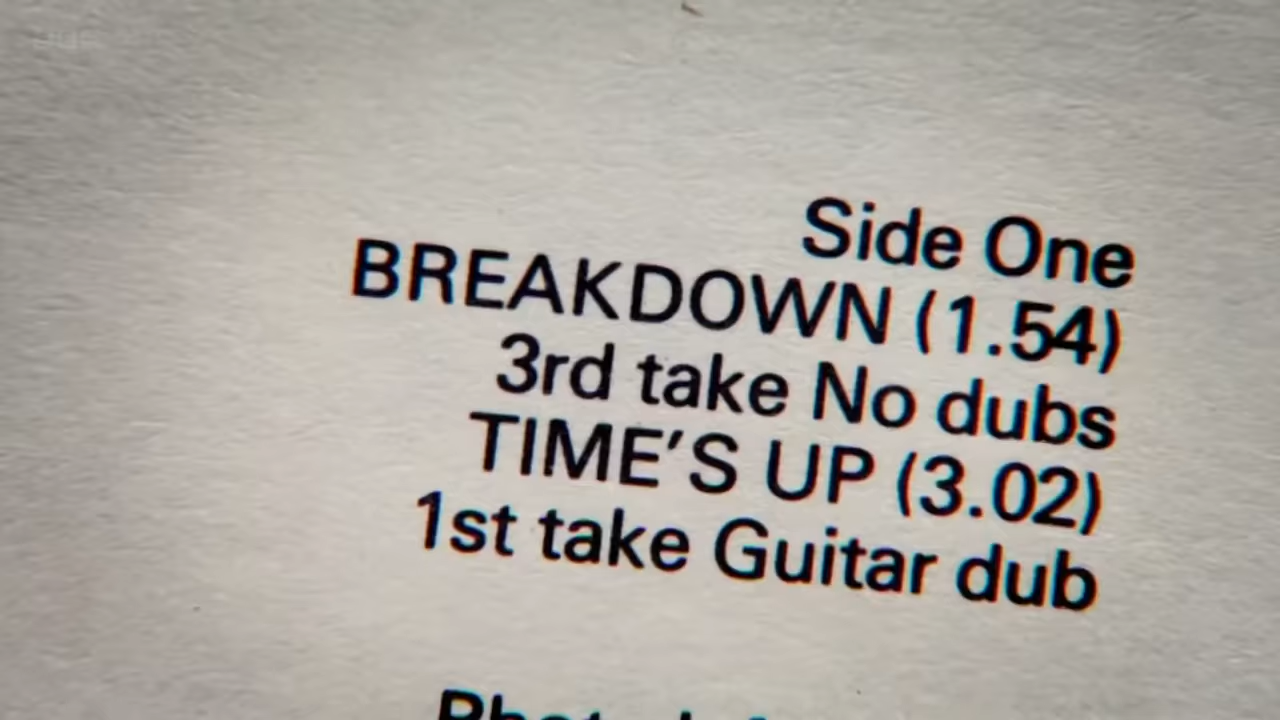 Side One
BREAKDOWN (1.54)
3rd take No dubs
TIME'S UP (3.02)
1st take Guitar dub